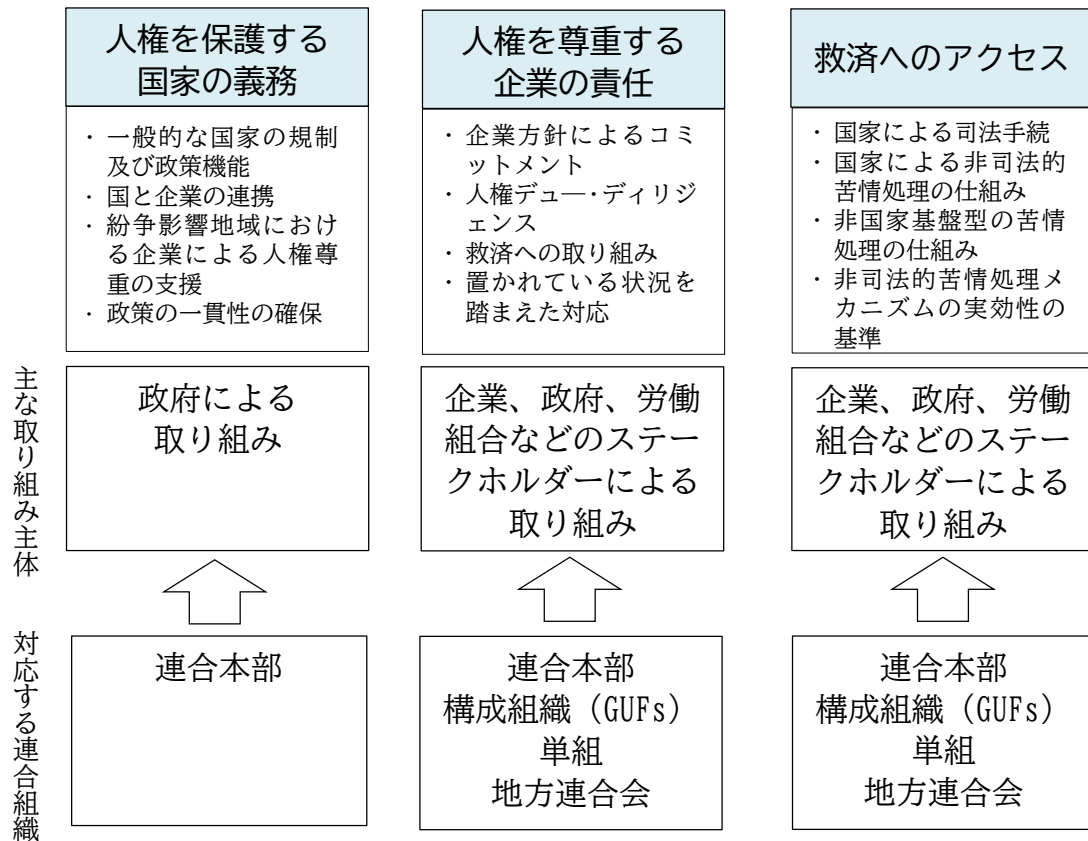 人権を保護する
国家の義務
・一般的な国家の規制
及び政策機能
・国と企業の連携
・紛争影響地域におけ
る企業による人権尊
重の支援
・政策の一貫性の確保
人権を尊重する
企業の責任
・企業方針によるコミ
ットメント
・人権デュ―・ディリジ
ェンス
・救済への取り組み
・置かれている状況を
踏まえた対応
救済へのアクセス
・国家による司法手続
・国家による非司法的
苦情処理の仕組み
・非国家基盤型の苦情
処理の仕組み
・非司法的苦情処理メ
カニズムの実効性の
基準
主な取り組み主体
政府による
取り組み
企業、政府、労働
組合などのステー
クホルダーによる
取り組み
企業、政府、労働
組合などのステー
クホルダーによる
取り組み
対応する連合組織
連合本部
連合本部
構成組織（GUFs）
単組
地方連合会
連合本部
構成組織（GUFs）
単組
地方連合会